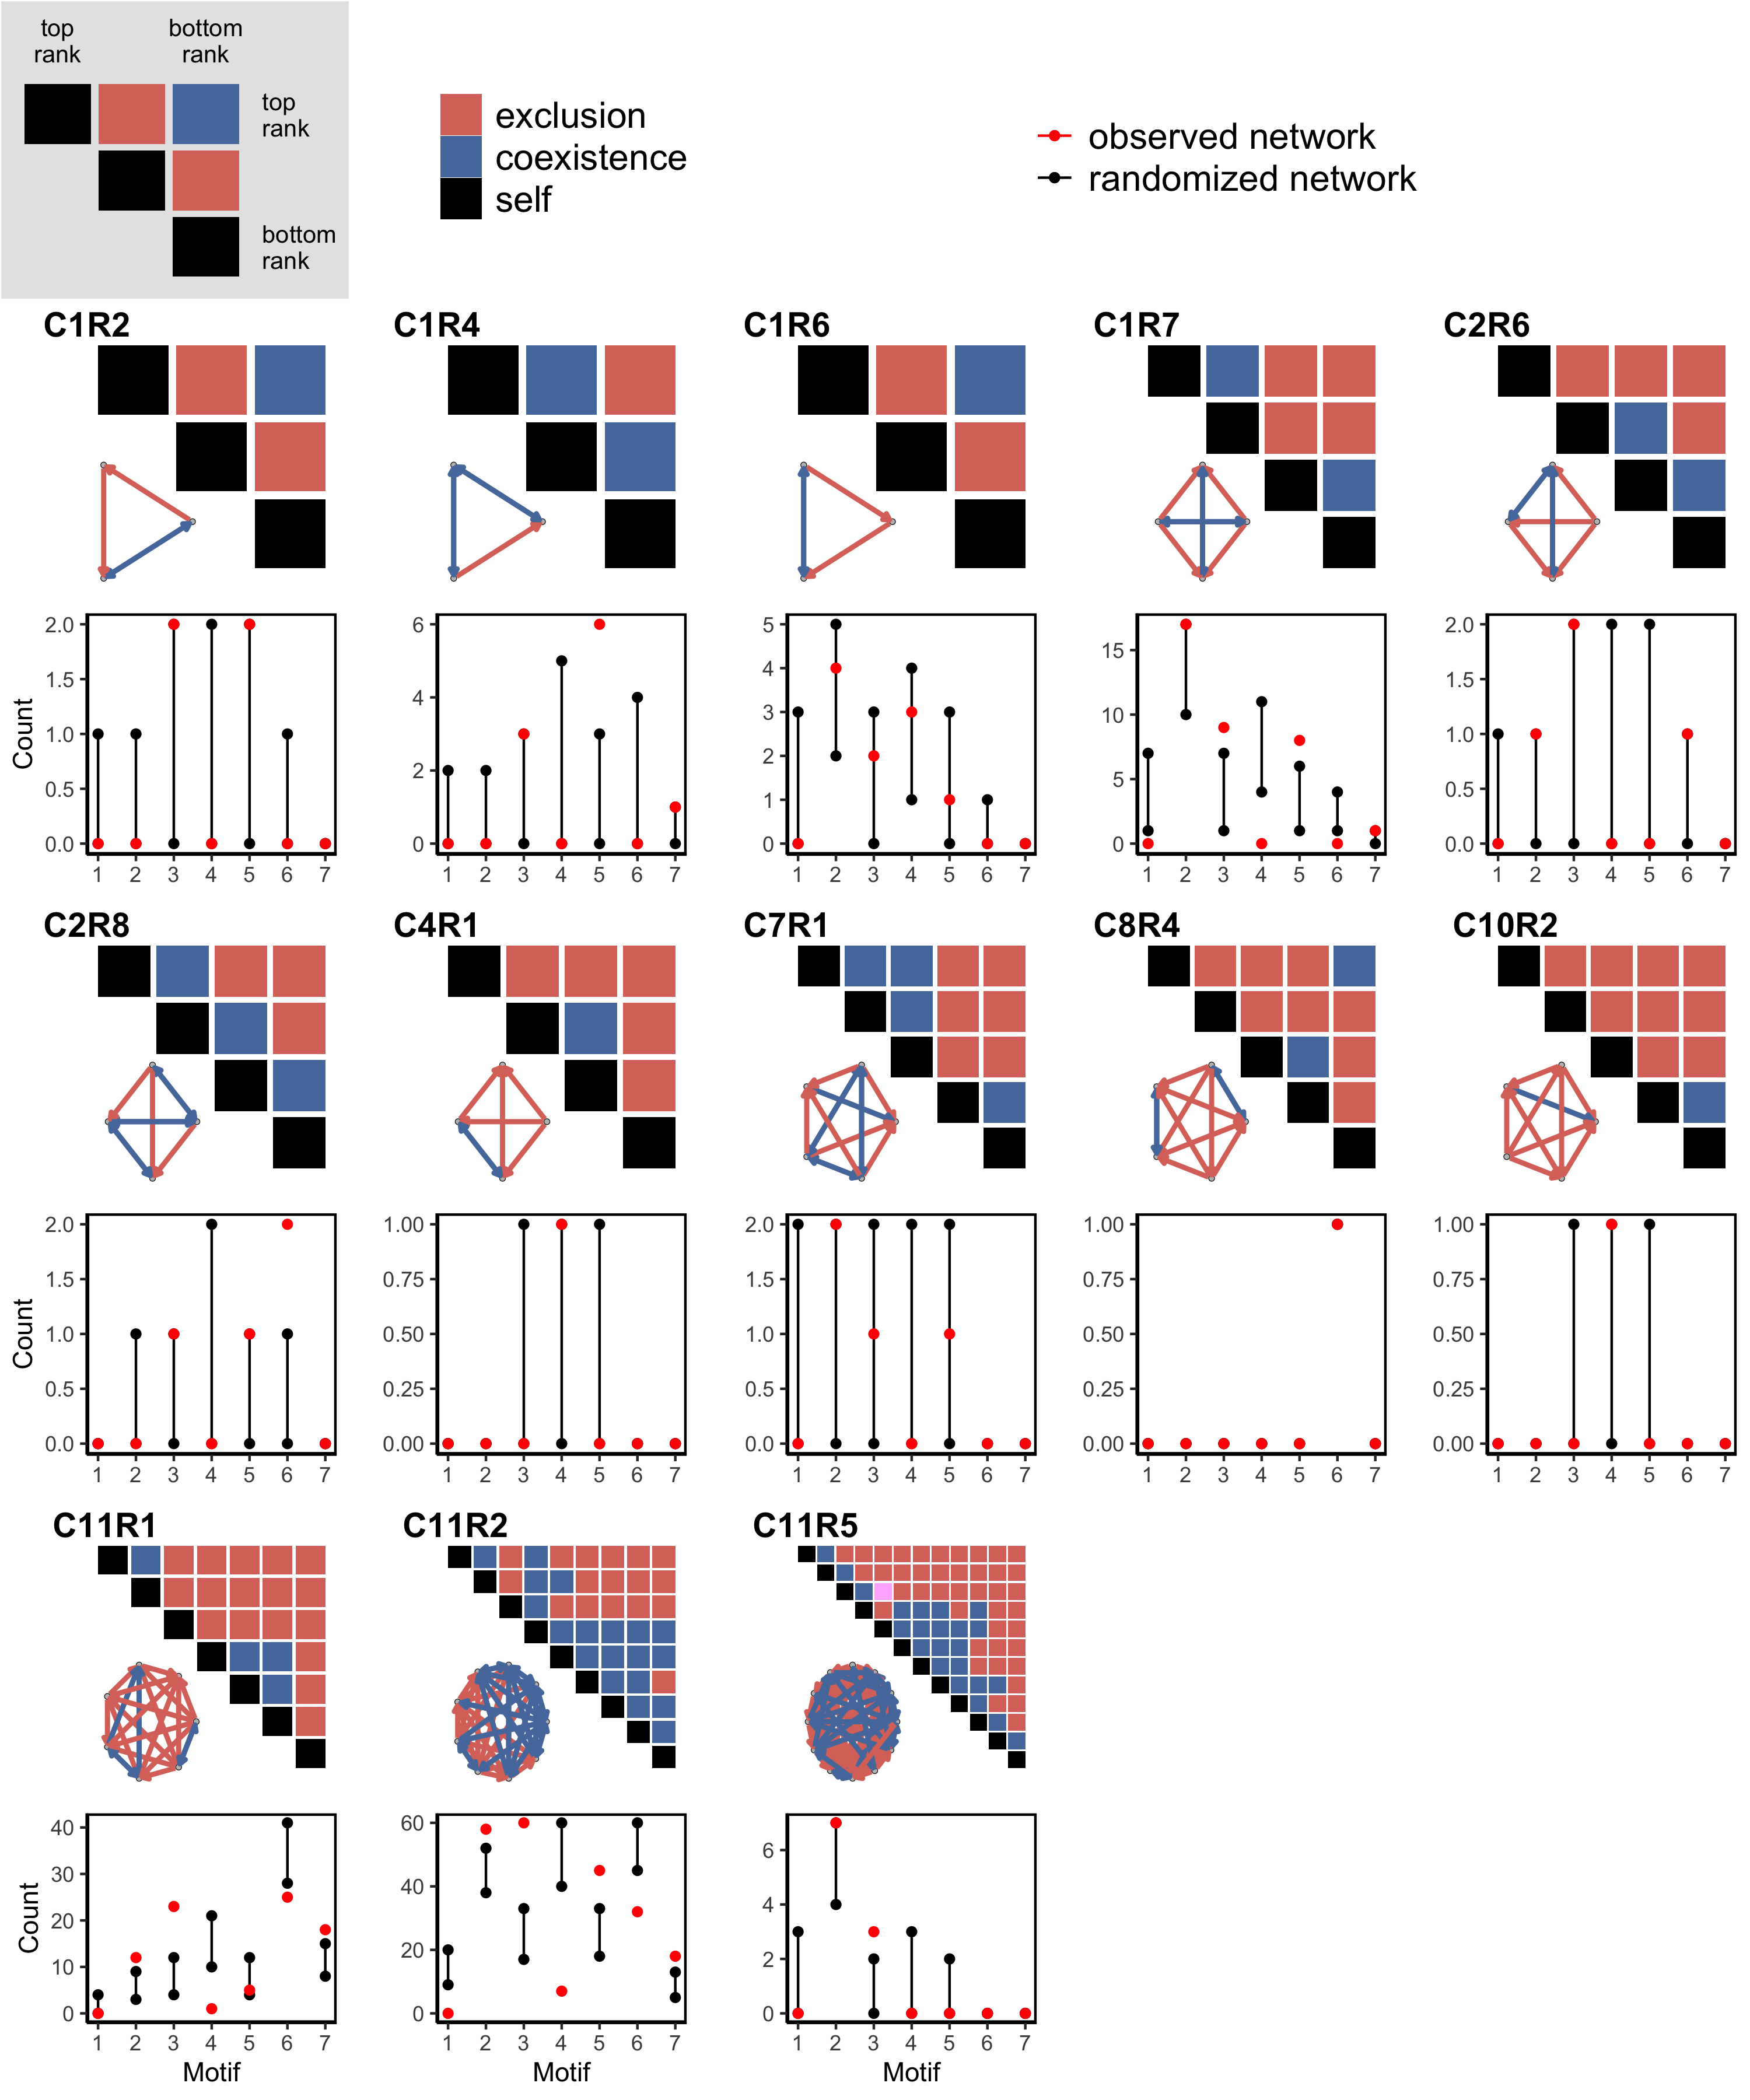 top rank
bottom rank
top rank
bottom rank
exclusion
coexistence
self
observed network
randomized network
C1R2
C1R4
C1R6
C1R7
C2R6
Count
2.0
1.5
1.0
0.5
0.0
1 2 3 4 5 6 7
6
4
2
0
1 2 3 4 5 6 7
5
4
3
2
1
0
1 2 3 4 5 6 7
15
10
5
0
1 2 3 4 5 6 7
2.0
1.5
1.0
0.5
0.0
1 2 3 4 5 6 7
C2R8
C4R1
C7R1
C8R4
C10R2
Count
2.0
1.5
1.0
0.5
0.0
1 2 3 4 5 6 7
1.00
0.75
0.50
0.25
0.00
1 2 3 4 5 6 7
2.0
1.5
1.0
0.5
0.0
1 2 3 4 5 6 7
1.00
0.75
0.50
0.25
0.00
1 2 3 4 5 6 7
1.00
0.75
0.50
0.25
0.00
1 2 3 4 5 6 7
C11R1
C11R2
C11R5
Count
40
30
20
10
0
1 2 3 4 5 6 7
Motif
60
40
20
0
1 2 3 4 5 6 7
Motif
6
4
2
0
1 2 3 4 5 6 7
Motif